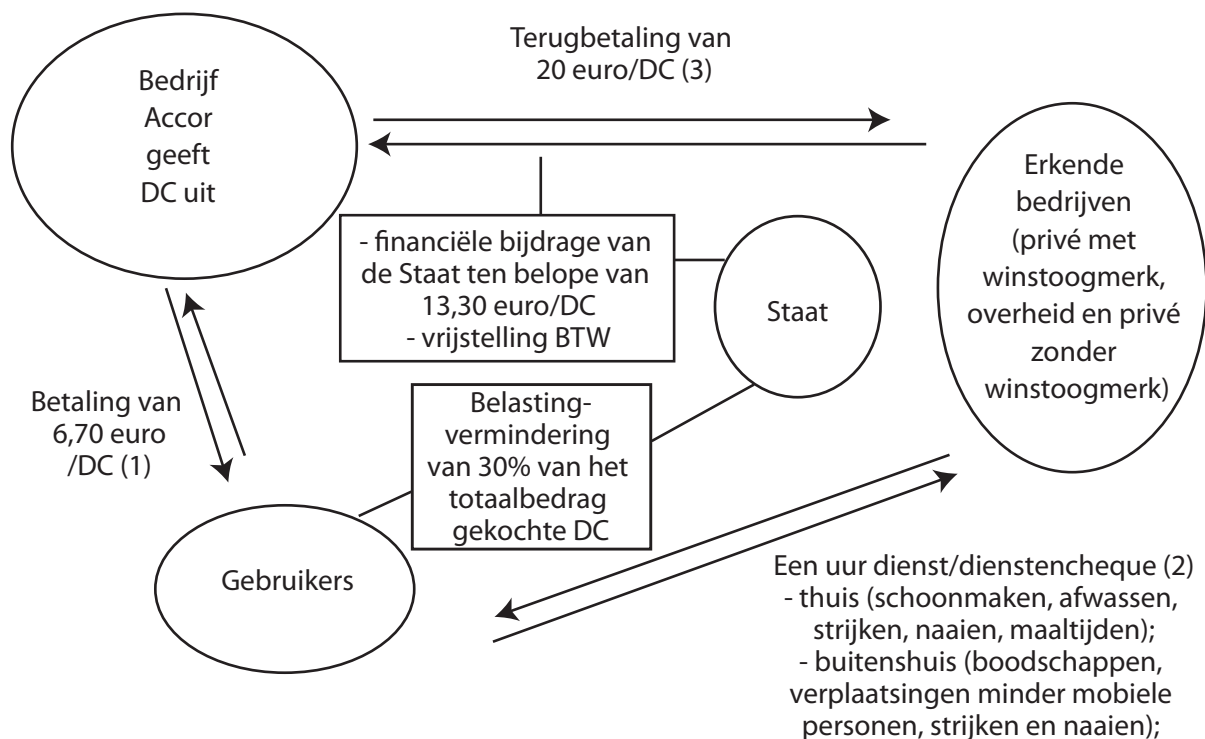 Terugbetaling van
20 euro/DC (3)
Bedrijf
Accor
geeft
DC uit
Erkende
bedrijven
(privé met
winstoogmerk,
overheid en privé
zonder
winstoogmerk)
- financiële bijdrage van
de Staat ten belope van
13,30 euro/DC
- vrijstelling BTW
Staat
Betaling van
6,70 euro
/DC (1)
Belasting-
vermindering
van 30% van het
totaalbedrag
gekochte DC
Gebruikers
Een uur dienst/dienstencheque (2)
- thuis (schoonmaken, afwassen,
strijken, naaien, maaltijden);
- buitenshuis (boodschappen,
verplaatsingen minder mobiele
personen, strijken en naaien);